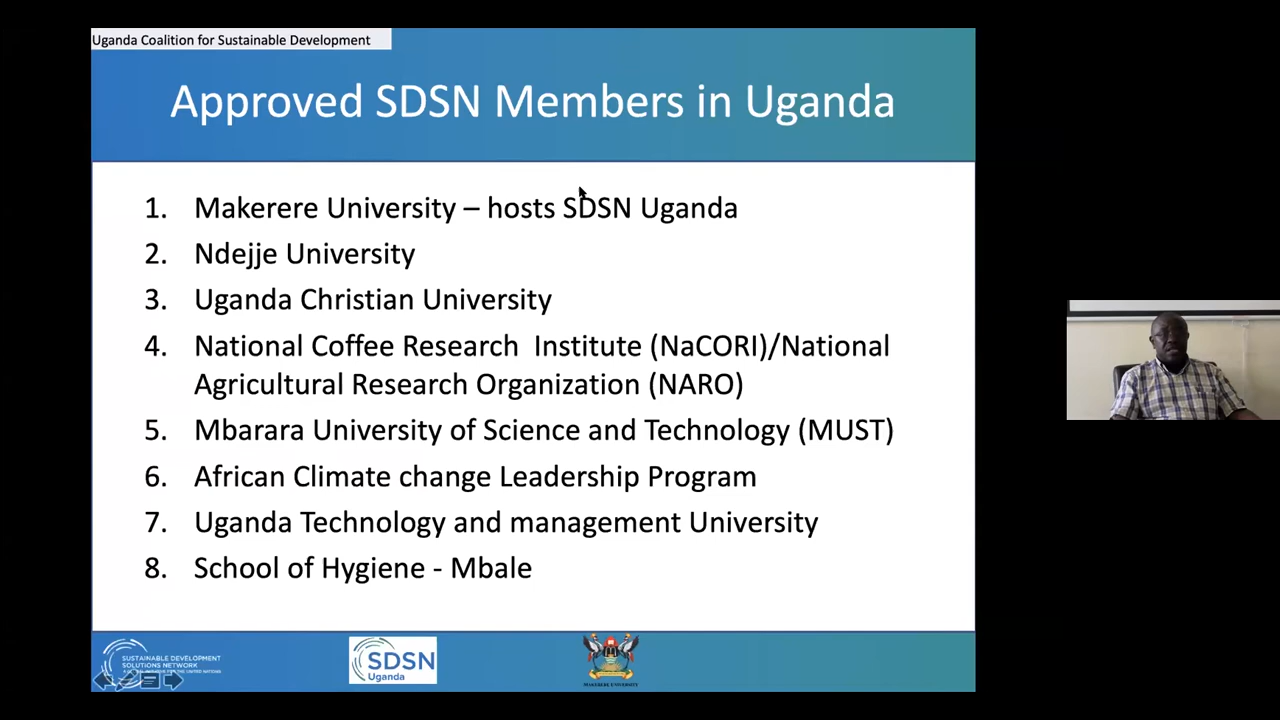 Uganda Coalition for Sustainable Development
Approved SDSN Members in Uganda
1. Makerere University – hosts SDSN Uganda
2. Ndejje University
3. Uganda Christian University
4. National Coffee Research Institute (NaCORI)/National
Agricultural Research Organization (NARO)
5. Mbarara University of Science and Technology (MUST)
6. African Climate change Leadership Program
7. Uganda Technology and management University
8. School of Hygiene - Mbale
SUSTAINABLE DEVELOPMENT
SOLUTIONS NETWORK
SDSN
Uganda
MAKERERE UNIVERSITY